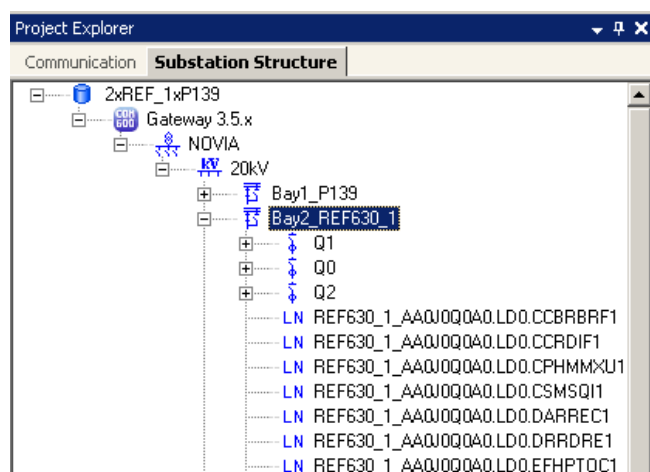 Project Explorer
Communication Substation Structure
2xREF_1xP139
COM 600 Gateway 3.5.x
NOVIA
kV 20kV
Bay1_P139
Bay2_REF630_1
Q1
Q0
Q2
LN REF630_1_AA0J0Q0A0.LD0.CCBRBRF1
LN REF630_1_AA0J0Q0A0.LD0.CCRDIF1
LN REF630_1_AA0J0Q0A0.LD0.CPHMMXU1
LN REF630_1_AA0J0Q0A0.LD0.CSMSQI1
LN REF630_1_AA0J0Q0A0.LD0.DARREC1
LN REF630_1_AA0J0Q0A0.LD0.DRRDRE1
LN REF630_1_AA0J0Q0A0.LD0.EFHPTOC1